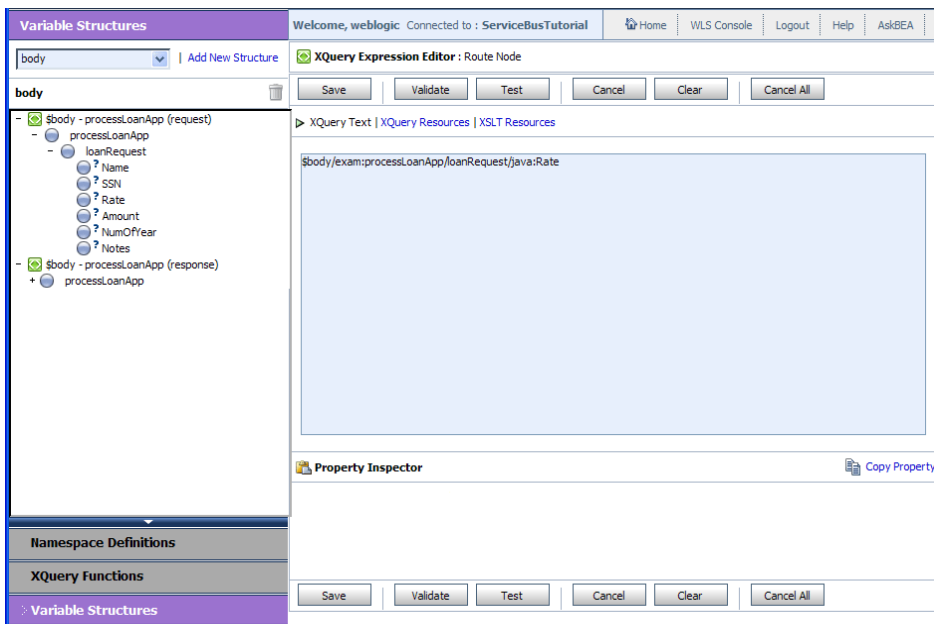 Variable Structures
Welcome, weblogic Connected to : ServiceBusTutorial
Home
WLS Console
Logout
Help
AskBEA
body
| Add New Structure
XQuery Expression Editor : Route Node
body
Save
Validate
Test
Cancel
Clear
Cancel All
- $body - processLoanApp (request)
- processLoanApp
- loanRequest
? Name
? SSN
? Rate
? Amount
? NumOfYear
? Notes
- $body - processLoanApp (response)
+ processLoanApp
XQuery Text | XQuery Resources | XSLT Resources
$body/exam:processLoanApp/loanRequest/java:Rate
Property Inspector
Copy Property
Namespace Definitions
XQuery Functions
Variable Structures
Save
Validate
Test
Cancel
Clear
Cancel All